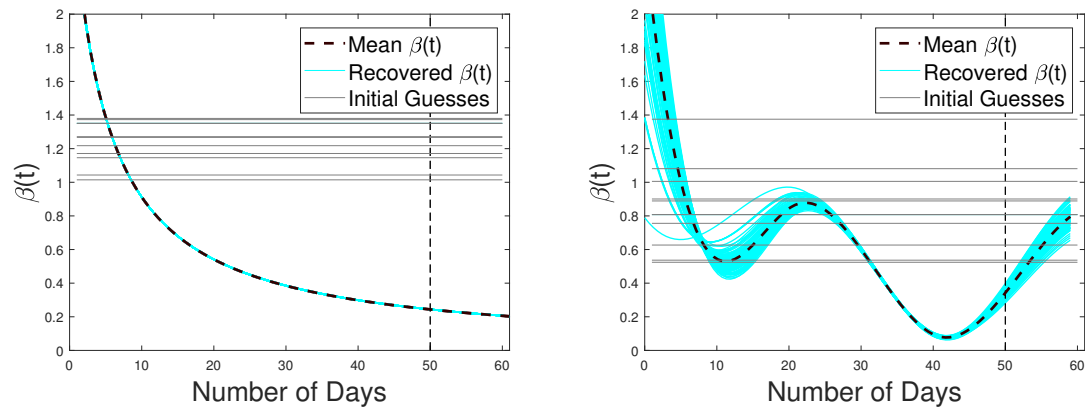 2
1.8
1.6
1.4
1.2
1
0.8
0.6
0.4
0.2
0
β(t)
Mean β(t)
Recovered β(t)
Initial Guesses
0 10 20 30 40 50 60
Number of Days
2
1.8
1.6
1.4
1.2
1
0.8
0.6
0.4
0.2
0
β(t)
Mean β(t)
Recovered β(t)
Initial Guesses
0 10 20 30 40 50 60
Number of Days